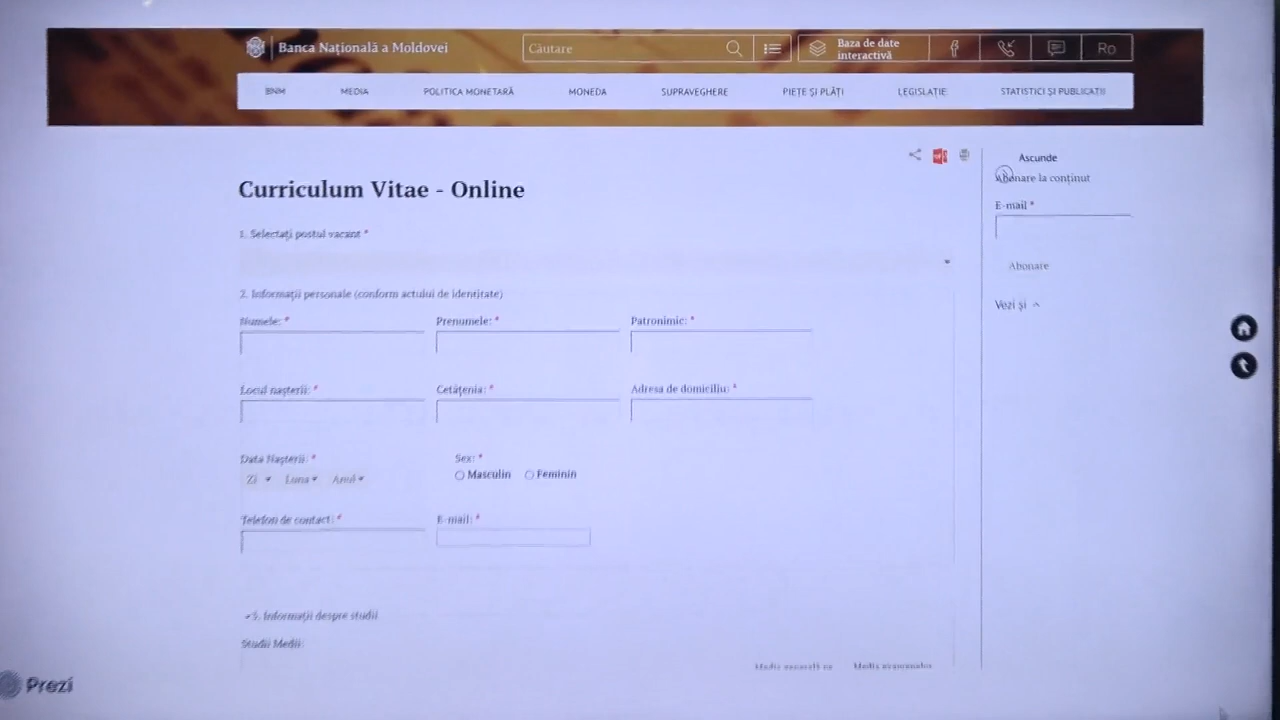 Banca Națională a Moldovei
Căutare
Baza de date
interactivă
Ro
BNM
MEDIA
POLITICA MONETARĂ
MONEDA
SUPRAVEGHERE
PIEȚE ȘI PLĂȚI
LEGISLAȚIE
STATISTICI ȘI PUBLICAȚII
Ascunde
Abonare la conținut
E-mail *
Abonare
Vezi și
Curriculum Vitae - Online
1. Selectați postul vacant *
2. Informații personale (conform actului de identitate)
Numele: * Prenumele: * Patronimic: *
Locul nașterii: * Cetățenia: * Adresa de domiciliu: *
Data Nașterii: * Sex: *
Zi Luna Anul Masculin Feminin
Telefon de contact: * E-mail: *
Informații despre studii
Studii Medii:
Prezi